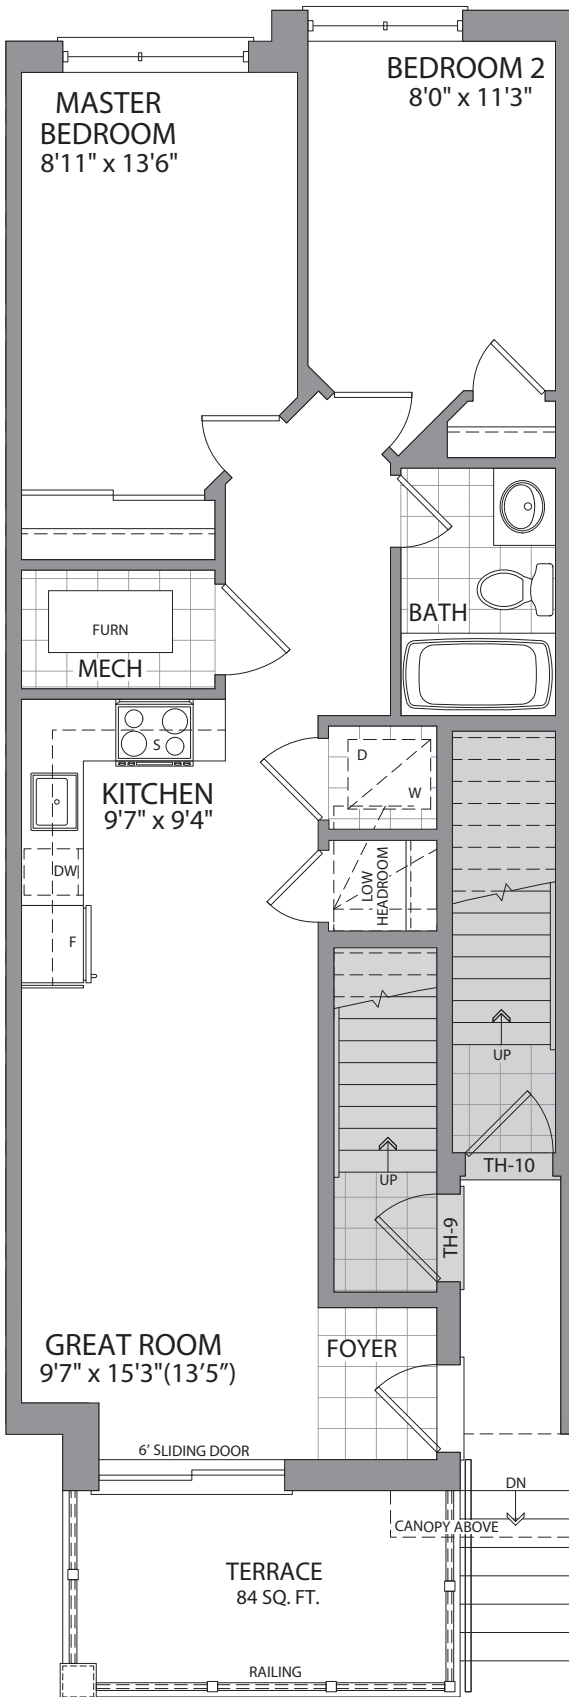 BEDROOM 2
8'0" x 11'3"
MASTER
BEDROOM
8'11" x 13'6"
FURN
MECH
BATH
S
D
W
KITCHEN
9'7" x 9'4"
DW
F
LOW
HEADROOM
UP
UP
TH-10
TH-9
GREAT ROOM
9'7" x 15'3"(13'5")
FOYER
6' SLIDING DOOR
DN
CANOPY ABOVE
TERRACE
84 SQ. FT.
RAILING